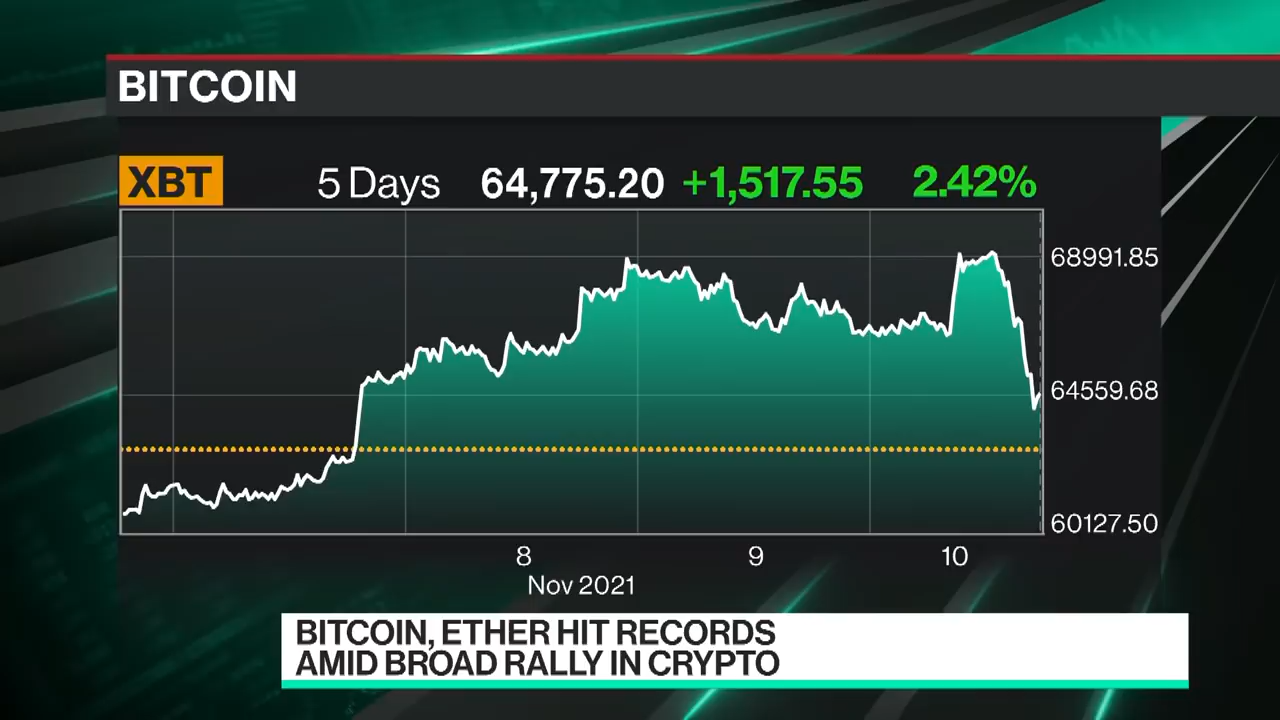 BITCOIN
XBT 5 Days 64,775.20 +1,517.55 2.42%
68991.85
64559.68
60127.50
8 9 10
Nov 2021
BITCOIN, ETHER HIT RECORDS
AMID BROAD RALLY IN CRYPTO